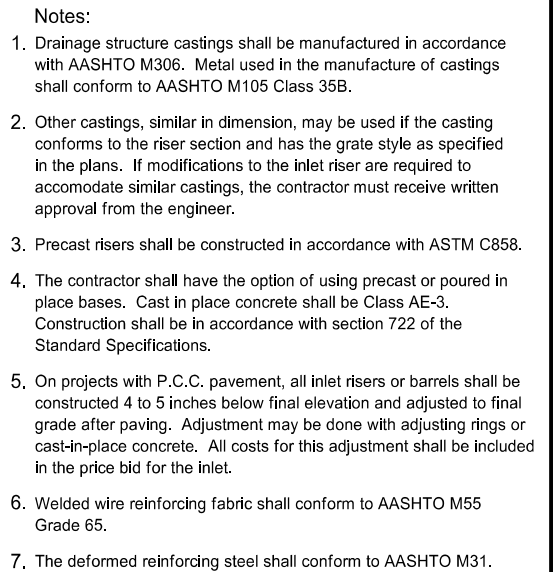 Notes:
1. Drainage structure castings shall be manufactured in accordance
with AASHTO M306.  Metal used in the manufacture of castings
shall conform to AASHTO M105 Class 35B.
2. Other castings, similar in dimension, may be used if the casting
conforms to the riser section and has the grate style as specified
in the plans.  If modifications to the inlet riser are required to
accomodate similar castings, the contractor must receive written
approval from the engineer.
3. Precast risers shall be constructed in accordance with ASTM C858.
4. The contractor shall have the option of using precast or poured in
place bases.  Cast in place concrete shall be Class AE-3.
Construction shall be in accordance with section 722 of the
Standard Specifications.
5. On projects with P.C.C. pavement, all inlet risers or barrels shall be
constructed 4 to 5 inches below final elevation and adjusted to final
grade after paving.  Adjustment may be done with adjusting rings or
cast-in-place concrete.  All costs for this adjustment shall be included
in the price bid for the inlet.
6. Welded wire reinforcing fabric shall conform to AASHTO M55
Grade 65.
7. The deformed reinforcing steel shall conform to AASHTO M31.